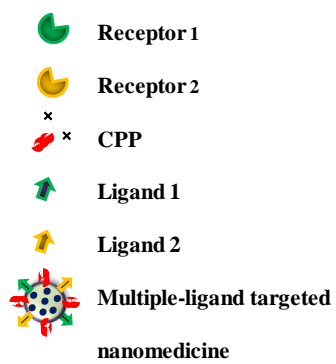 Receptor 1
Receptor 2
CPP
Ligand 1
Ligand 2
Multiple-ligand targeted
nanomedicine